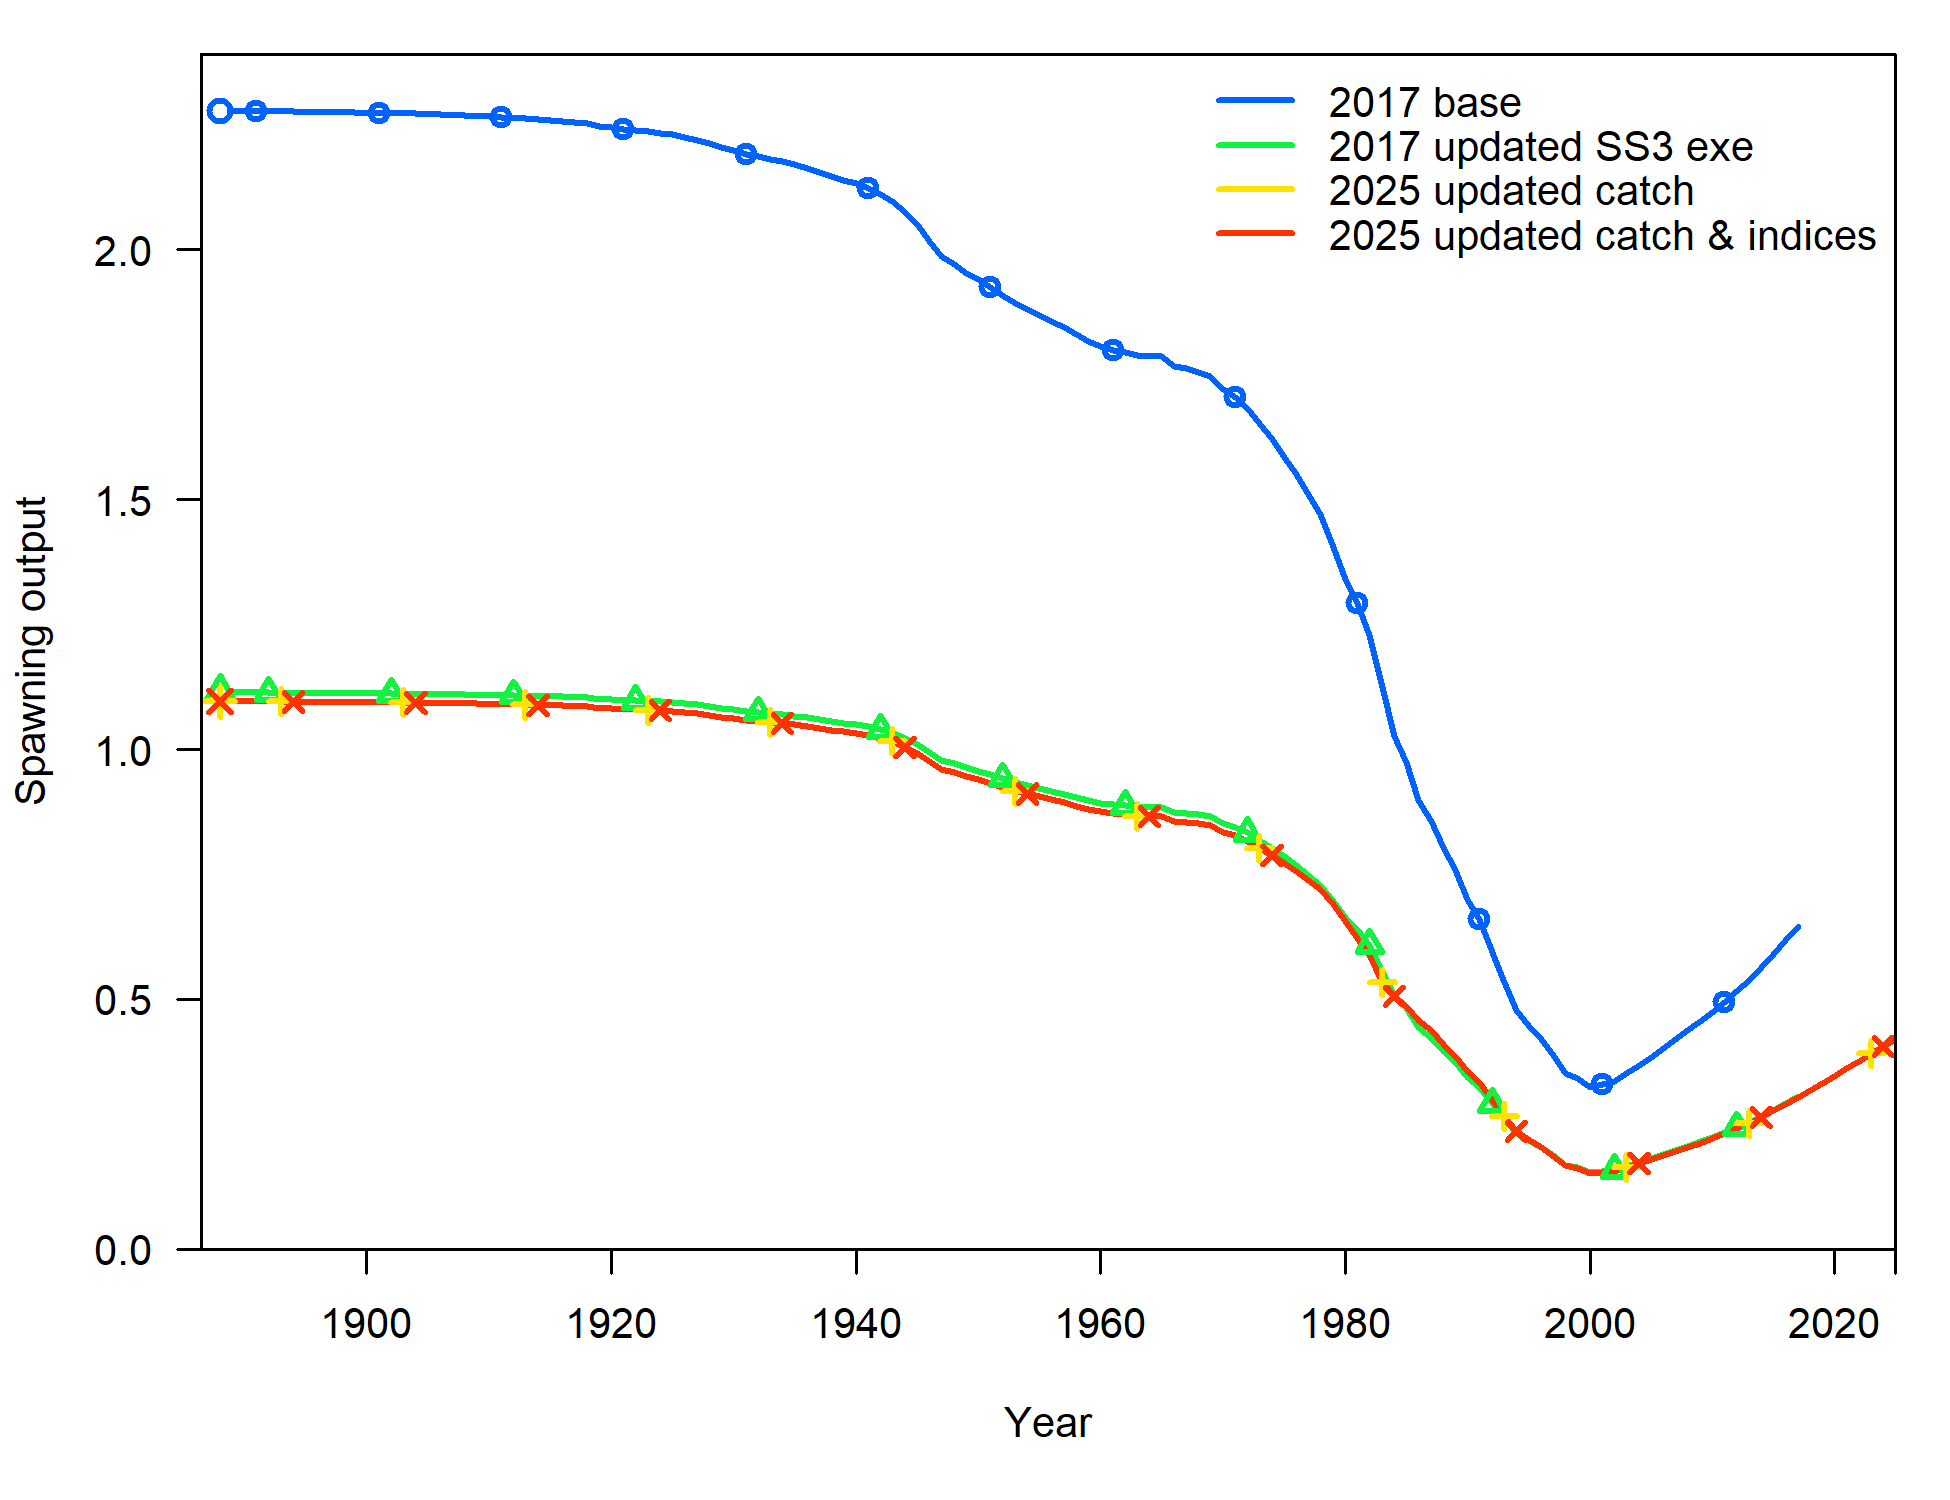 2017 base
2017 updated SS3 exe
2025 updated catch
2025 updated catch & indices
Spawning output
2.0
1.5
1.0
0.5
0.0
1900 1920 1940 1960 1980 2000 2020
Year